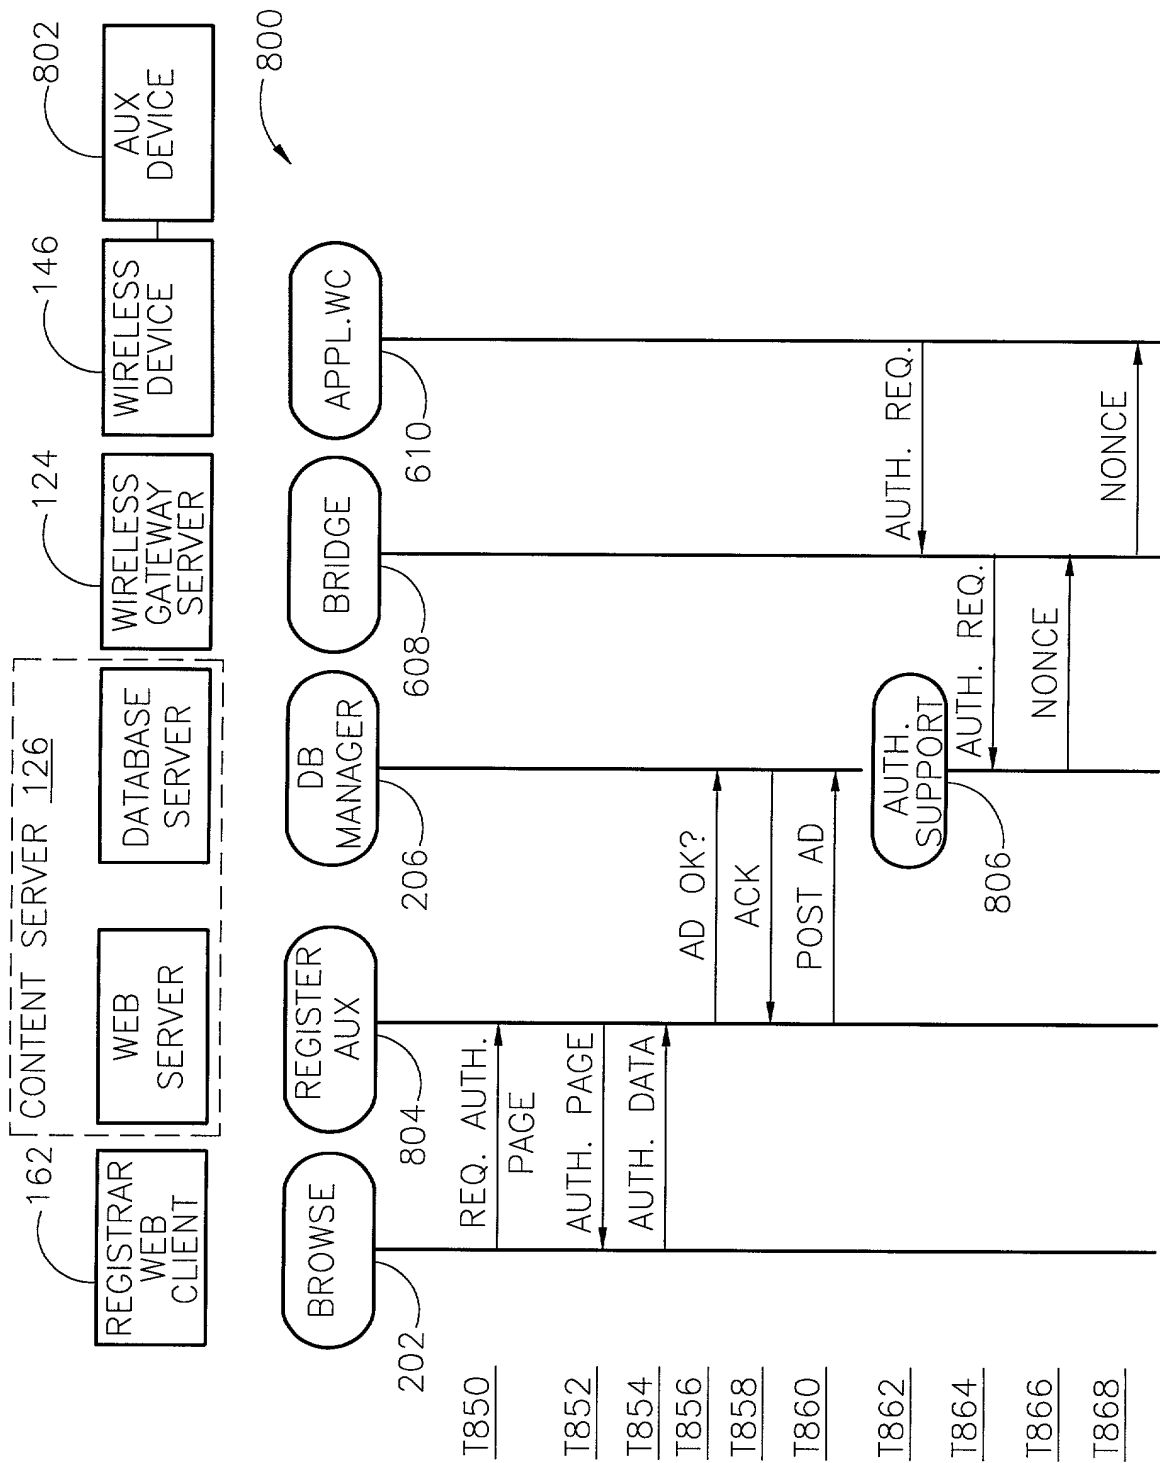 CONTENT SERVER 126
162
124
146
802
REGISTRAR
WEB
CLIENT
WEB
SERVER
DATABASE
SERVER
WIRELESS
GATEWAY
SERVER
WIRELESS
DEVICE
AUX
DEVICE
800
BROWSE
REGISTER
AUX
DB
MANAGER
BRIDGE
APPL.WC
202
804
206
608
610
T850
REQ. AUTH.
PAGE
T852
AUTH. PAGE
T854
AUTH. DATA
T856
AD OK?
T858
ACK
T860
POST AD
T862
AUTH.
SUPPORT
AUTH. REQ.
806
T864
AUTH. REQ.
T866
NONCE
T868
NONCE